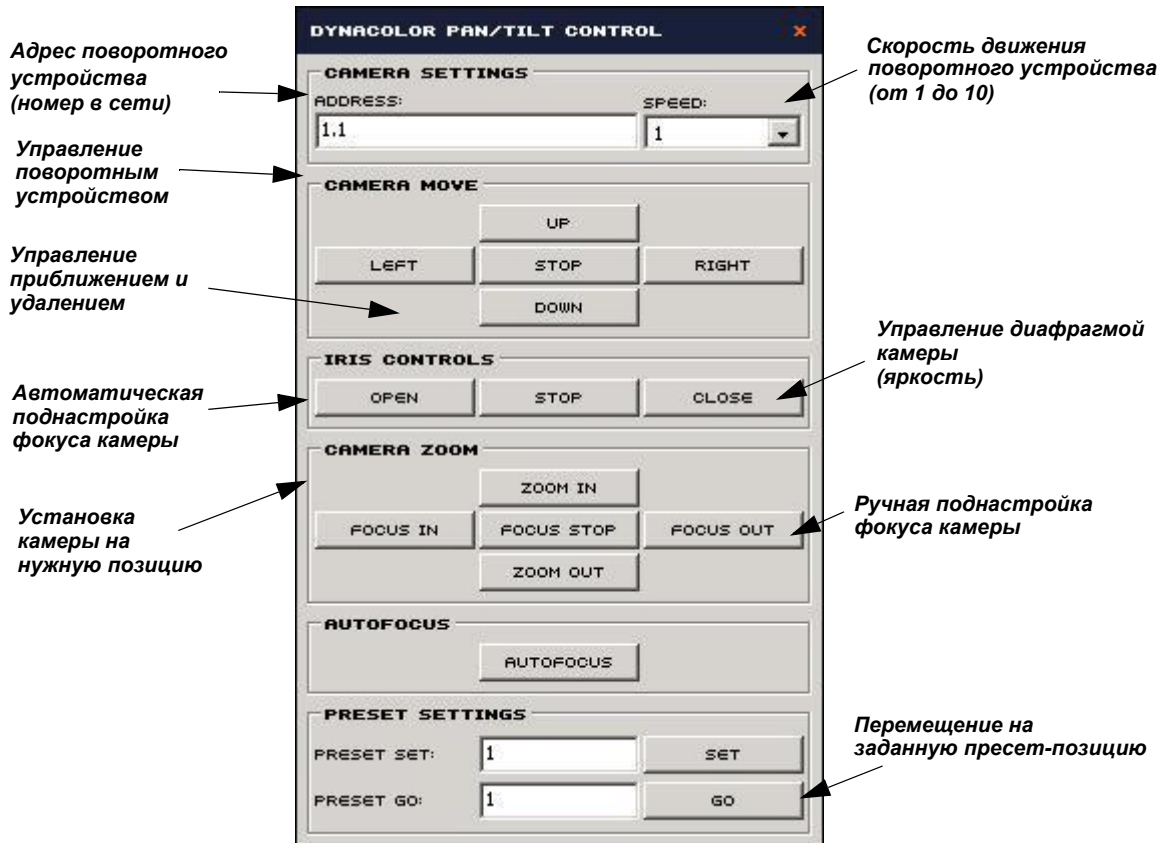 DYNACOLOR PAN/TILT CONTROL
Адрес поворотного
устройства
(номер в сети)
Скорость движения
поворотного устройства
(от 1 до 10)
CAMERA SETTINGS
ADDRESS:
SPEED:
1.1
1
Управление
поворотным
устройством
CAMERA MOVE
UP
LEFT
STOP
RIGHT
DOWN
Управление
приближением и
удалением
Управление диафрагмой
камеры
(яркость)
IRIS CONTROLS
OPEN
STOP
CLOSE
Автоматическая
поднастройка
фокуса камеры
CAMERA ZOOM
ZOOM IN
FOCUS IN
FOCUS STOP
FOCUS OUT
ZOOM OUT
Установка
камеры на
нужную позицию
Ручная поднастройка
фокуса камеры
AUTOFOCUS
AUTOFOCUS
PRESET SETTINGS
PRESET SET:
1
SET
PRESET GO:
1
GO
Перемещение на
заданную пресет-позицию